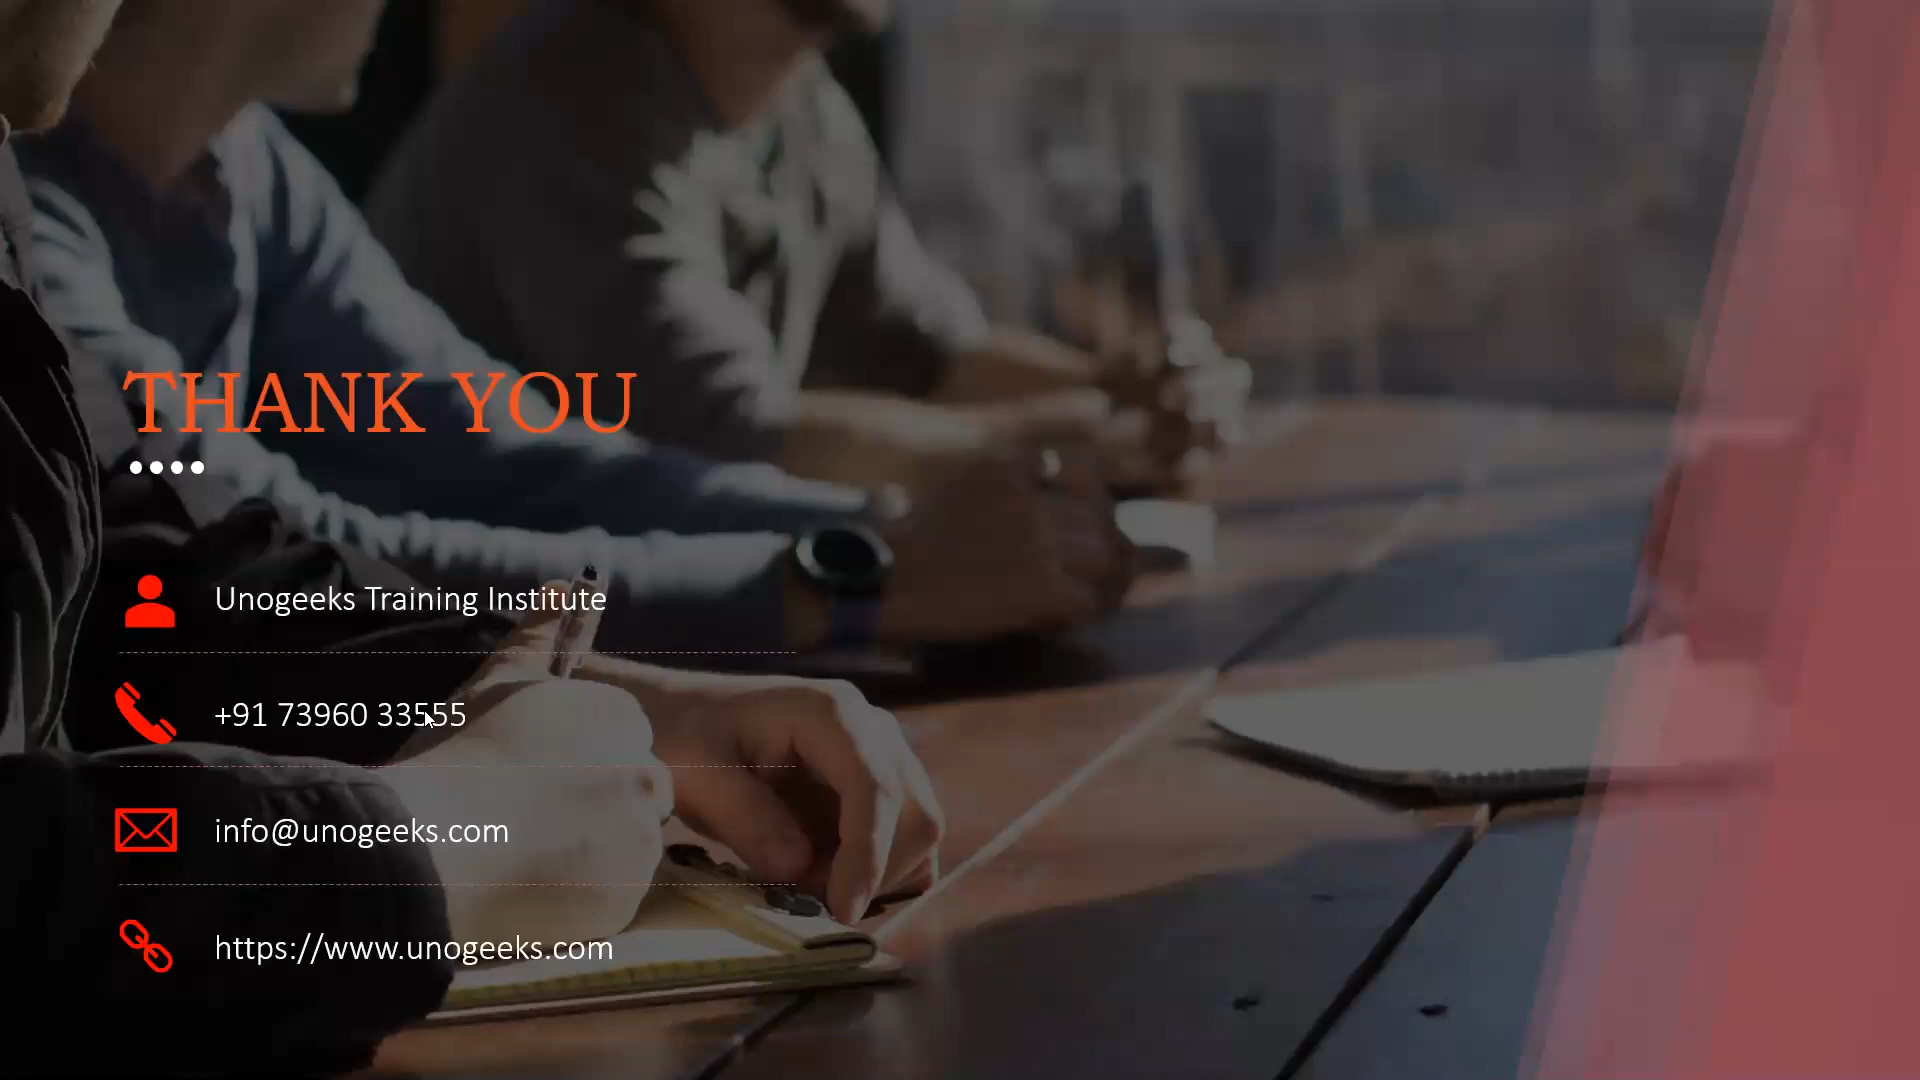 THANK YOU
Unogeeks Training Institute
+91 73960 33555
info@unogeeks.com
https://www.unogeeks.com